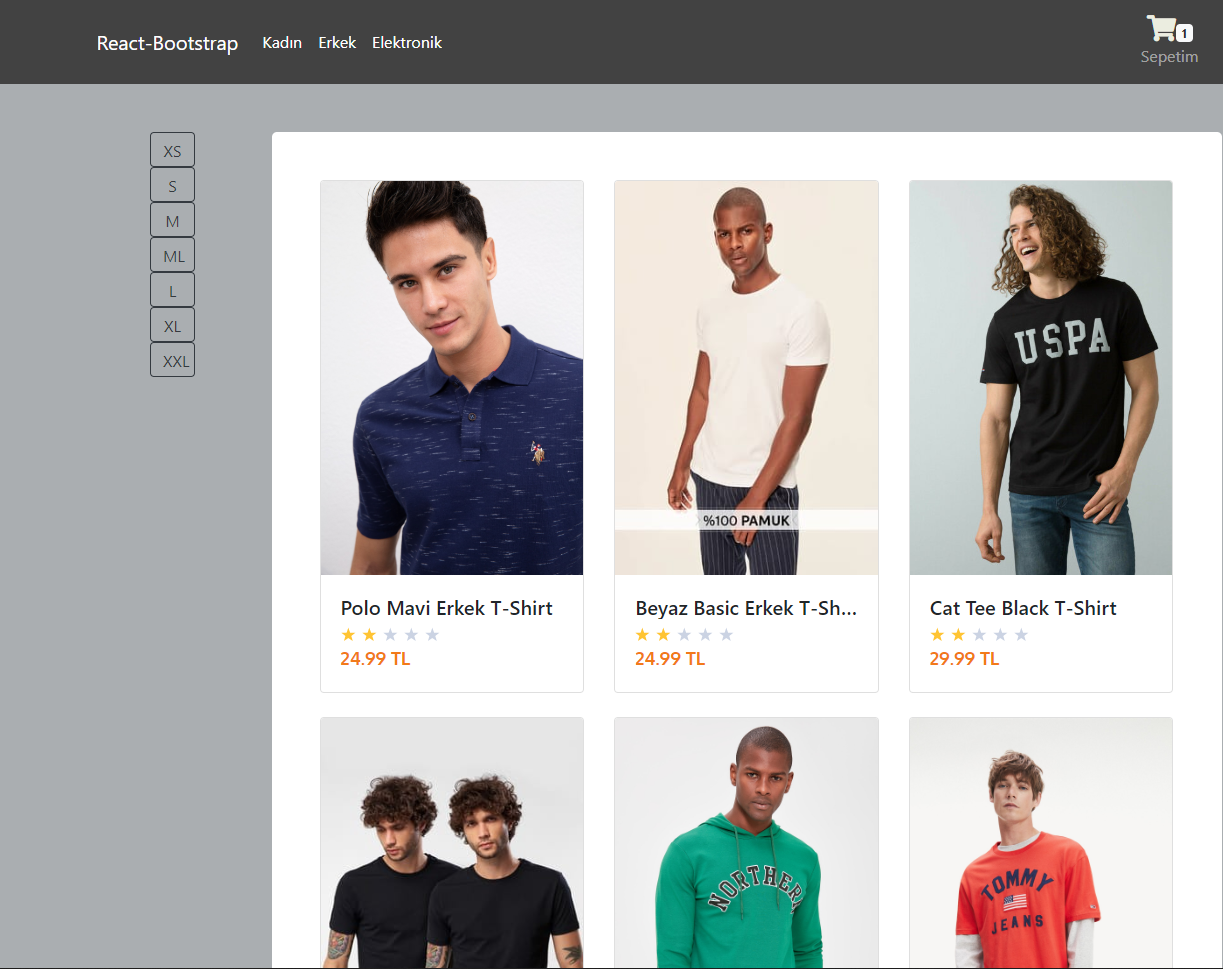 React-Bootstrap Kadın Erkek Elektronik
1
Sepetim
XS
S
M
ML
L
XL
XXL
USPA
%100 PAMUK
Polo Mavi Erkek T-Shirt
24.99 TL
Beyaz Basic Erkek T-Sh...
24.99 TL
Cat Tee Black T-Shirt
29.99 TL
NORTHERN
TOMMY
JEANS